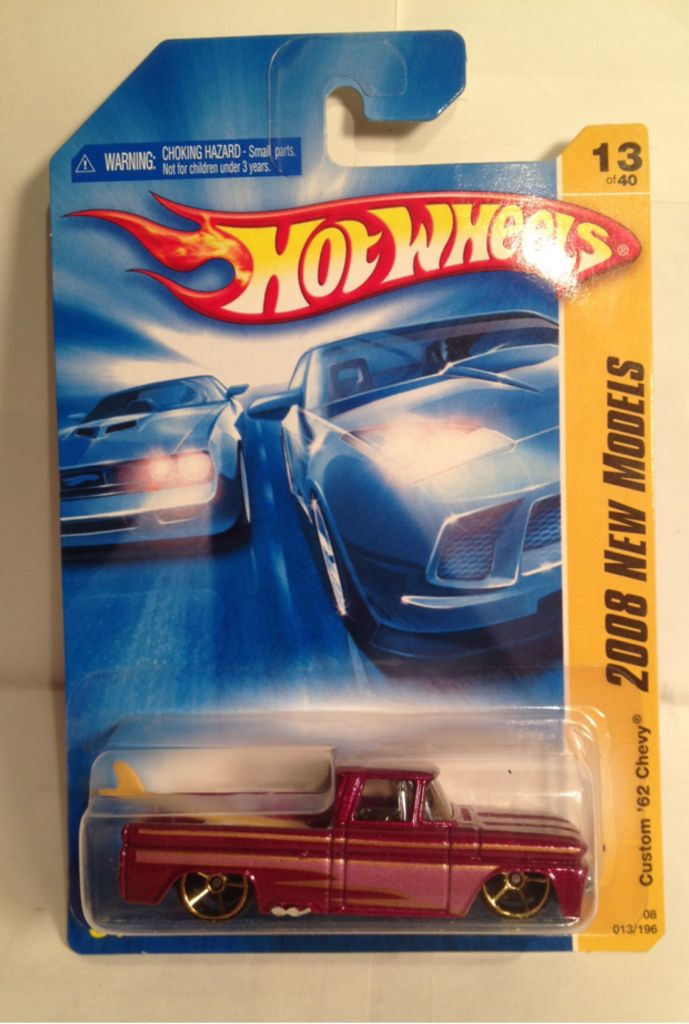 WARNING: CHOKING HAZARD - Small parts.
Not for children under 3 years.
13
of 40
HOT WHEELS®
2008 NEW MODELS
Custom '62 Chevy®
08
013/196